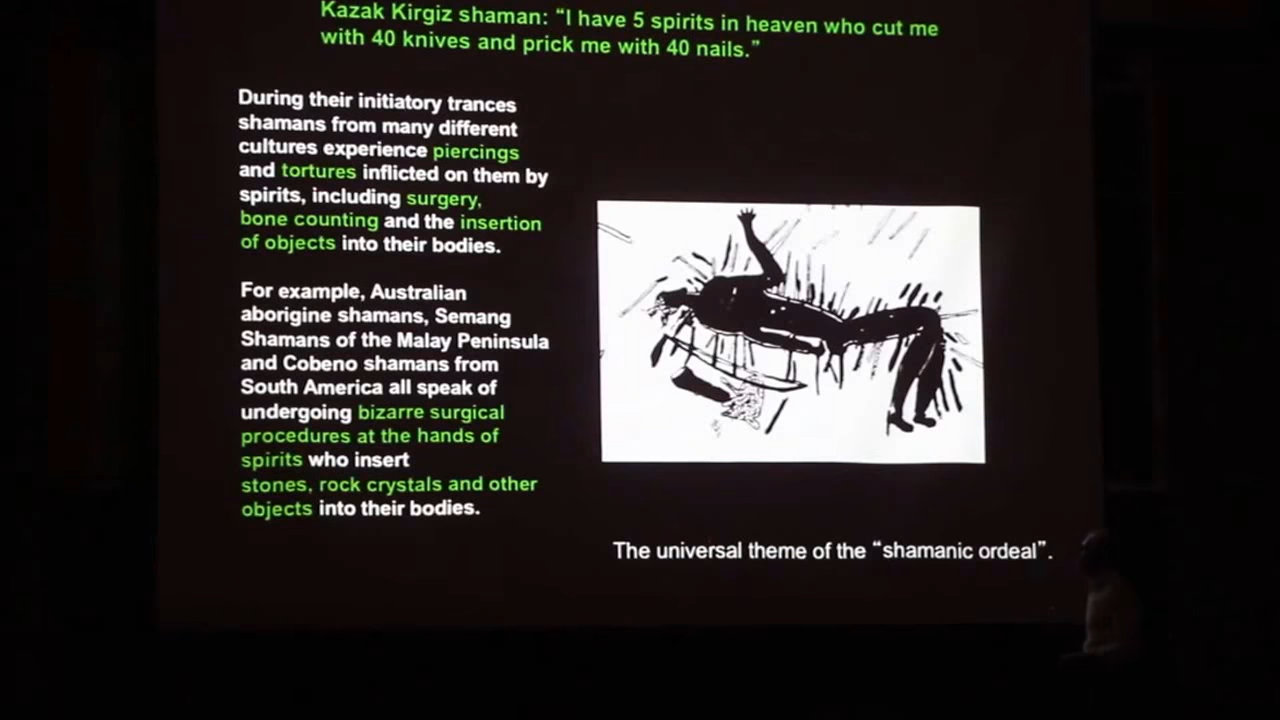 Kazak Kirgiz shaman: “I have 5 spirits in heaven who cut me
with 40 knives and prick me with 40 nails.”
During their initiatory trances
shamans from many different
cultures experience piercings
and tortures inflicted on them by
spirits, including surgery,
bone counting and the insertion
of objects into their bodies.
For example, Australian
aborigine shamans, Semang
Shamans of the Malay Peninsula
and Cobeno shamans from
South America all speak of
undergoing bizarre surgical
procedures at the hands of
spirits who insert
stones, rock crystals and other
objects into their bodies.
The universal theme of the “shamanic ordeal”.